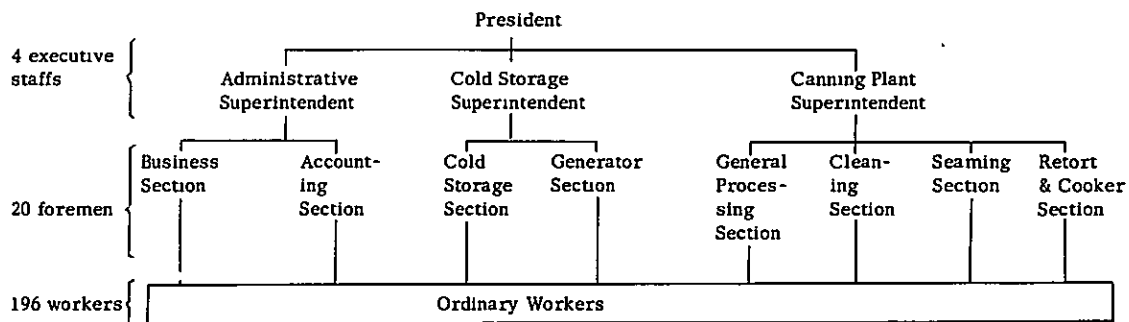 President
4 executive
staffs
Administrative
Superintendent
Cold Storage
Superintendent
Canning Plant
Superintendent
20 foremen
Business
Section
Account-
ing
Section
Cold
Storage
Section
Generator
Section
General
Proces-
sing
Section
Clean-
ing
Section
Seaming
Section
Retort
& Cooker
Section
196 workers
Ordinary Workers